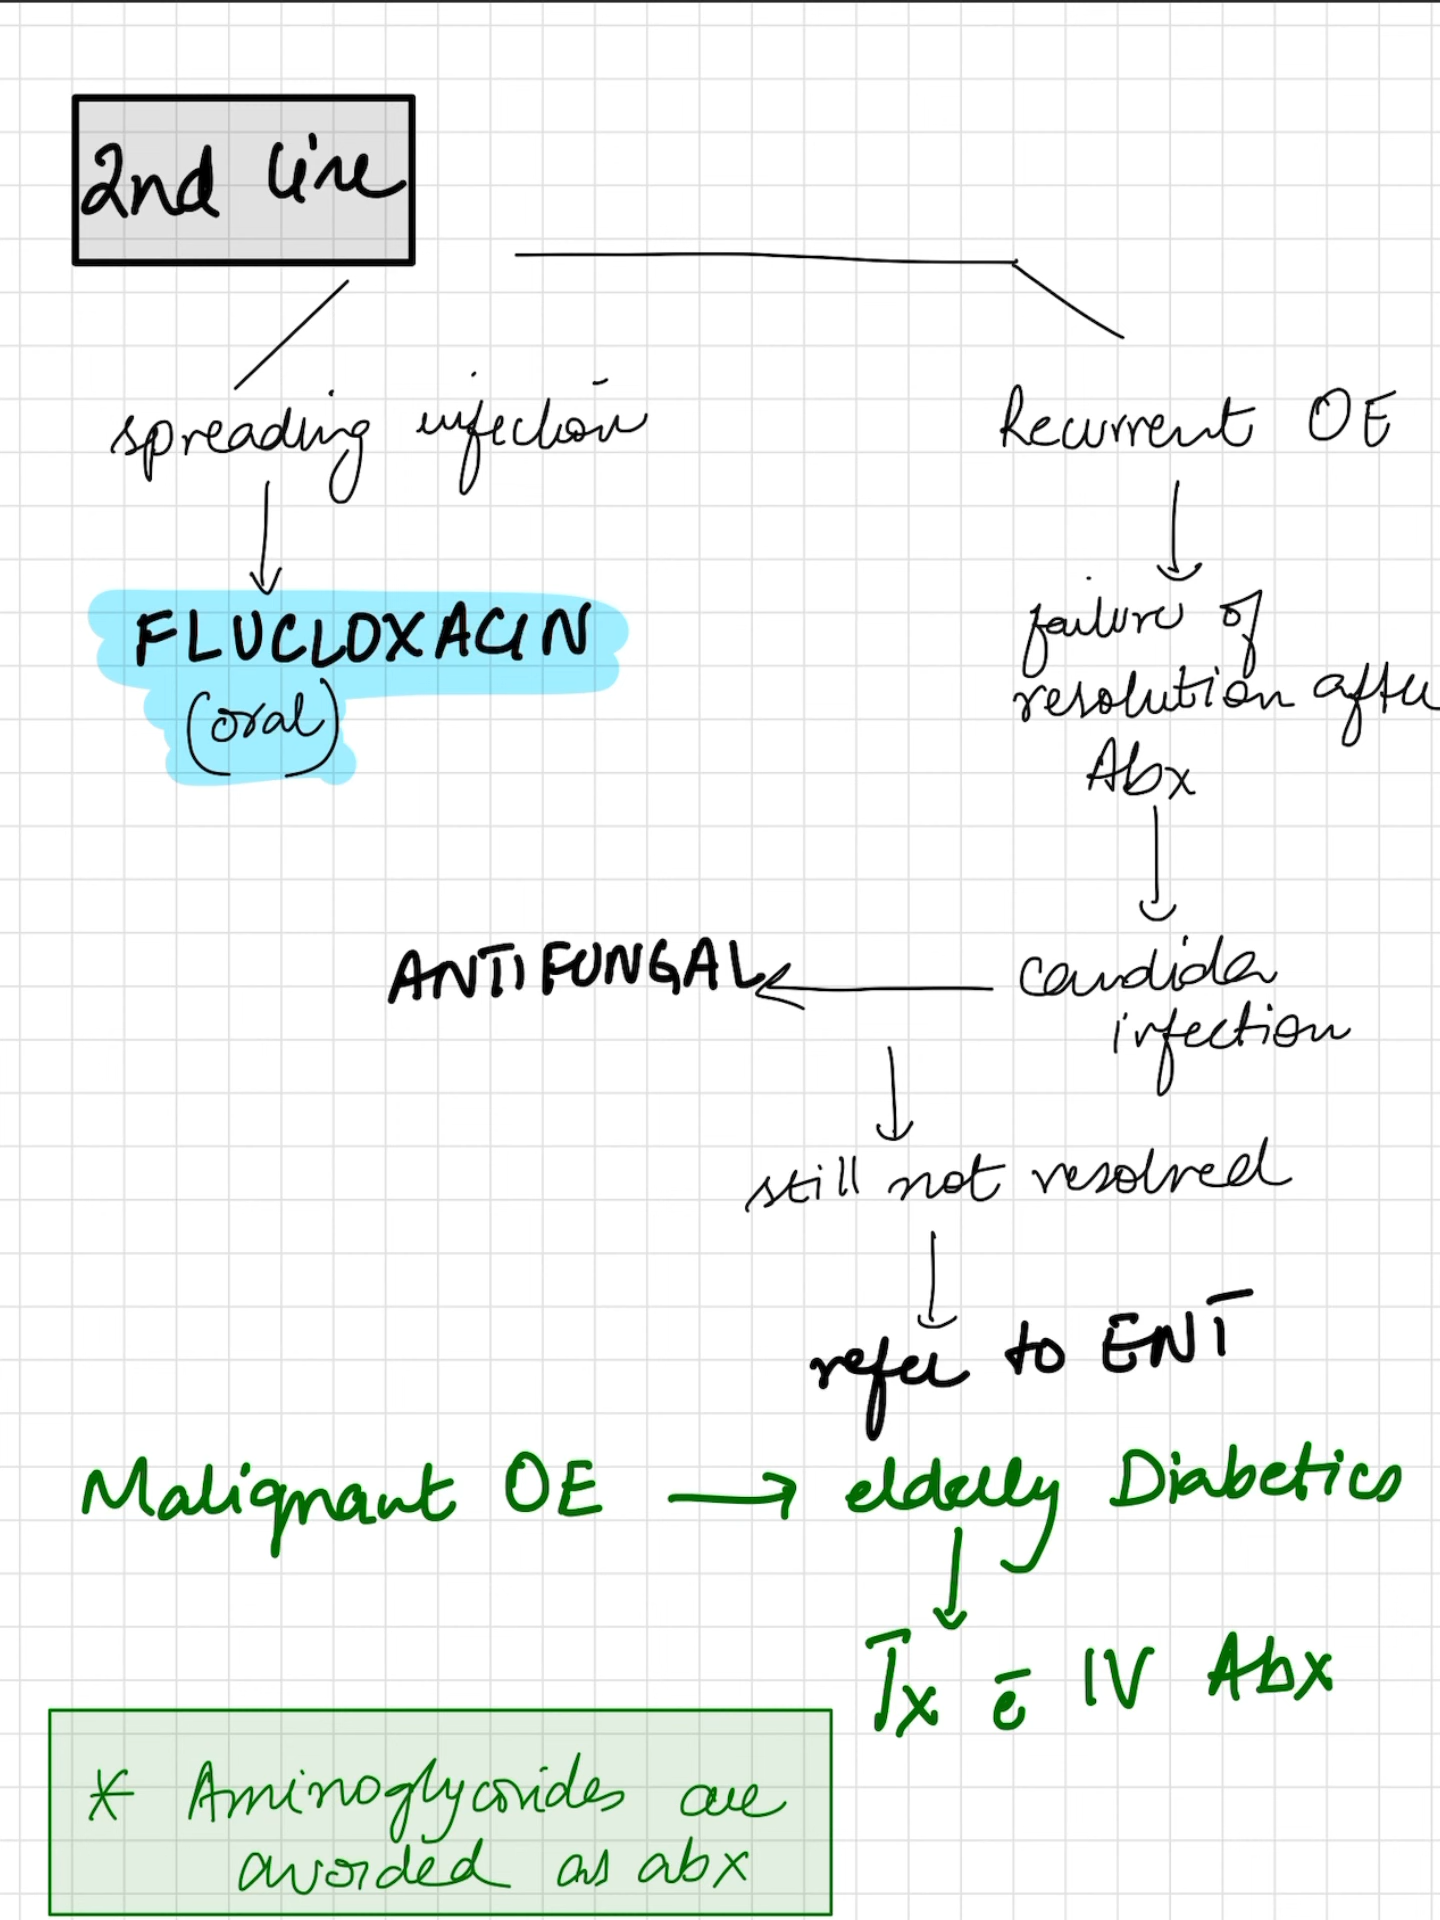 2nd line
spreading infection
FLUCLOXACIN
(oral)
Recurrent OE
failure of
resolution after
Abx
candida
infection
ANTIFUNGAL
still not resolved
refer to ENT
Malignant OE → elderly Diabetics
Tx c̄ IV Abx
* Aminoglycosides are
avoided as abx